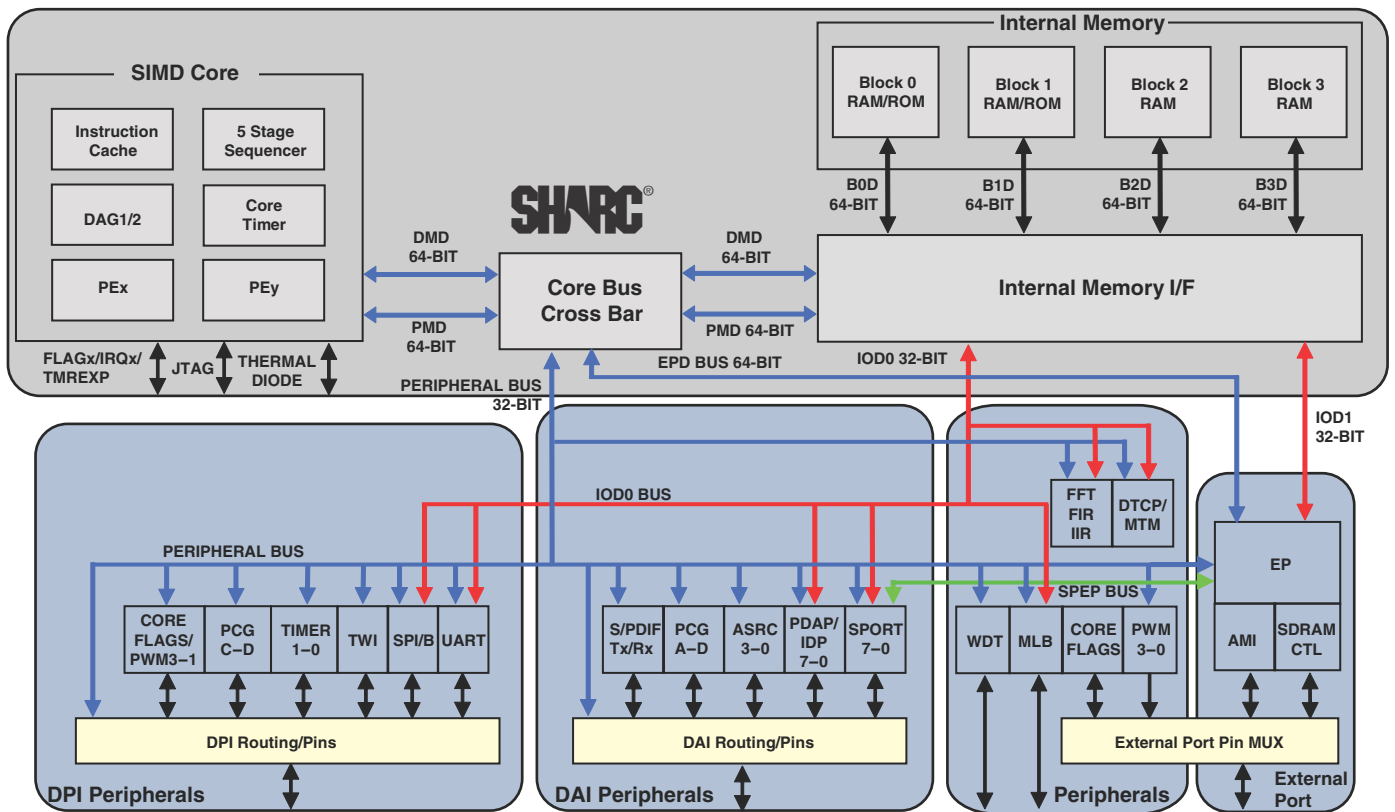 Internal Memory
SIMD Core
Block 0
RAM/ROM
Block 1
RAM/ROM
Block 2
RAM
Block 3
RAM
Instruction
Cache
5 Stage
Sequencer
DAG1/2
Core
Timer
PEx
PEy
B0D
64-BIT
B1D
64-BIT
B2D
64-BIT
B3D
64-BIT
SHARC®
DMD
64-BIT
DMD
64-BIT
Core Bus
Cross Bar
Internal Memory I/F
PMD
64-BIT
PMD 64-BIT
FLAGx/IRQx/
TMREXP
JTAG
THERMAL
DIODE
EPD BUS 64-BIT
IOD0 32-BIT
PERIPHERAL BUS
32-BIT
IOD1
32-BIT
IOD0 BUS
PERIPHERAL BUS
FFT
FIR
IIR
DTCP/
MTM
EP
SPEP BUS
CORE
FLAGS/
PWM3–1
PCG
C–D
TIMER
1–0
TWI
SPI/B
UART
S/PDIF
Tx/Rx
PCG
A–D
ASRC
3–0
PDAP/
IDP
7–0
SPORT
7–0
WDT
MLB
CORE
FLAGS
PWM
3–0
AMI
SDRAM
CTL
DPI Routing/Pins
DAI Routing/Pins
External Port Pin MUX
DPI Peripherals
DAI Peripherals
Peripherals
External
Port